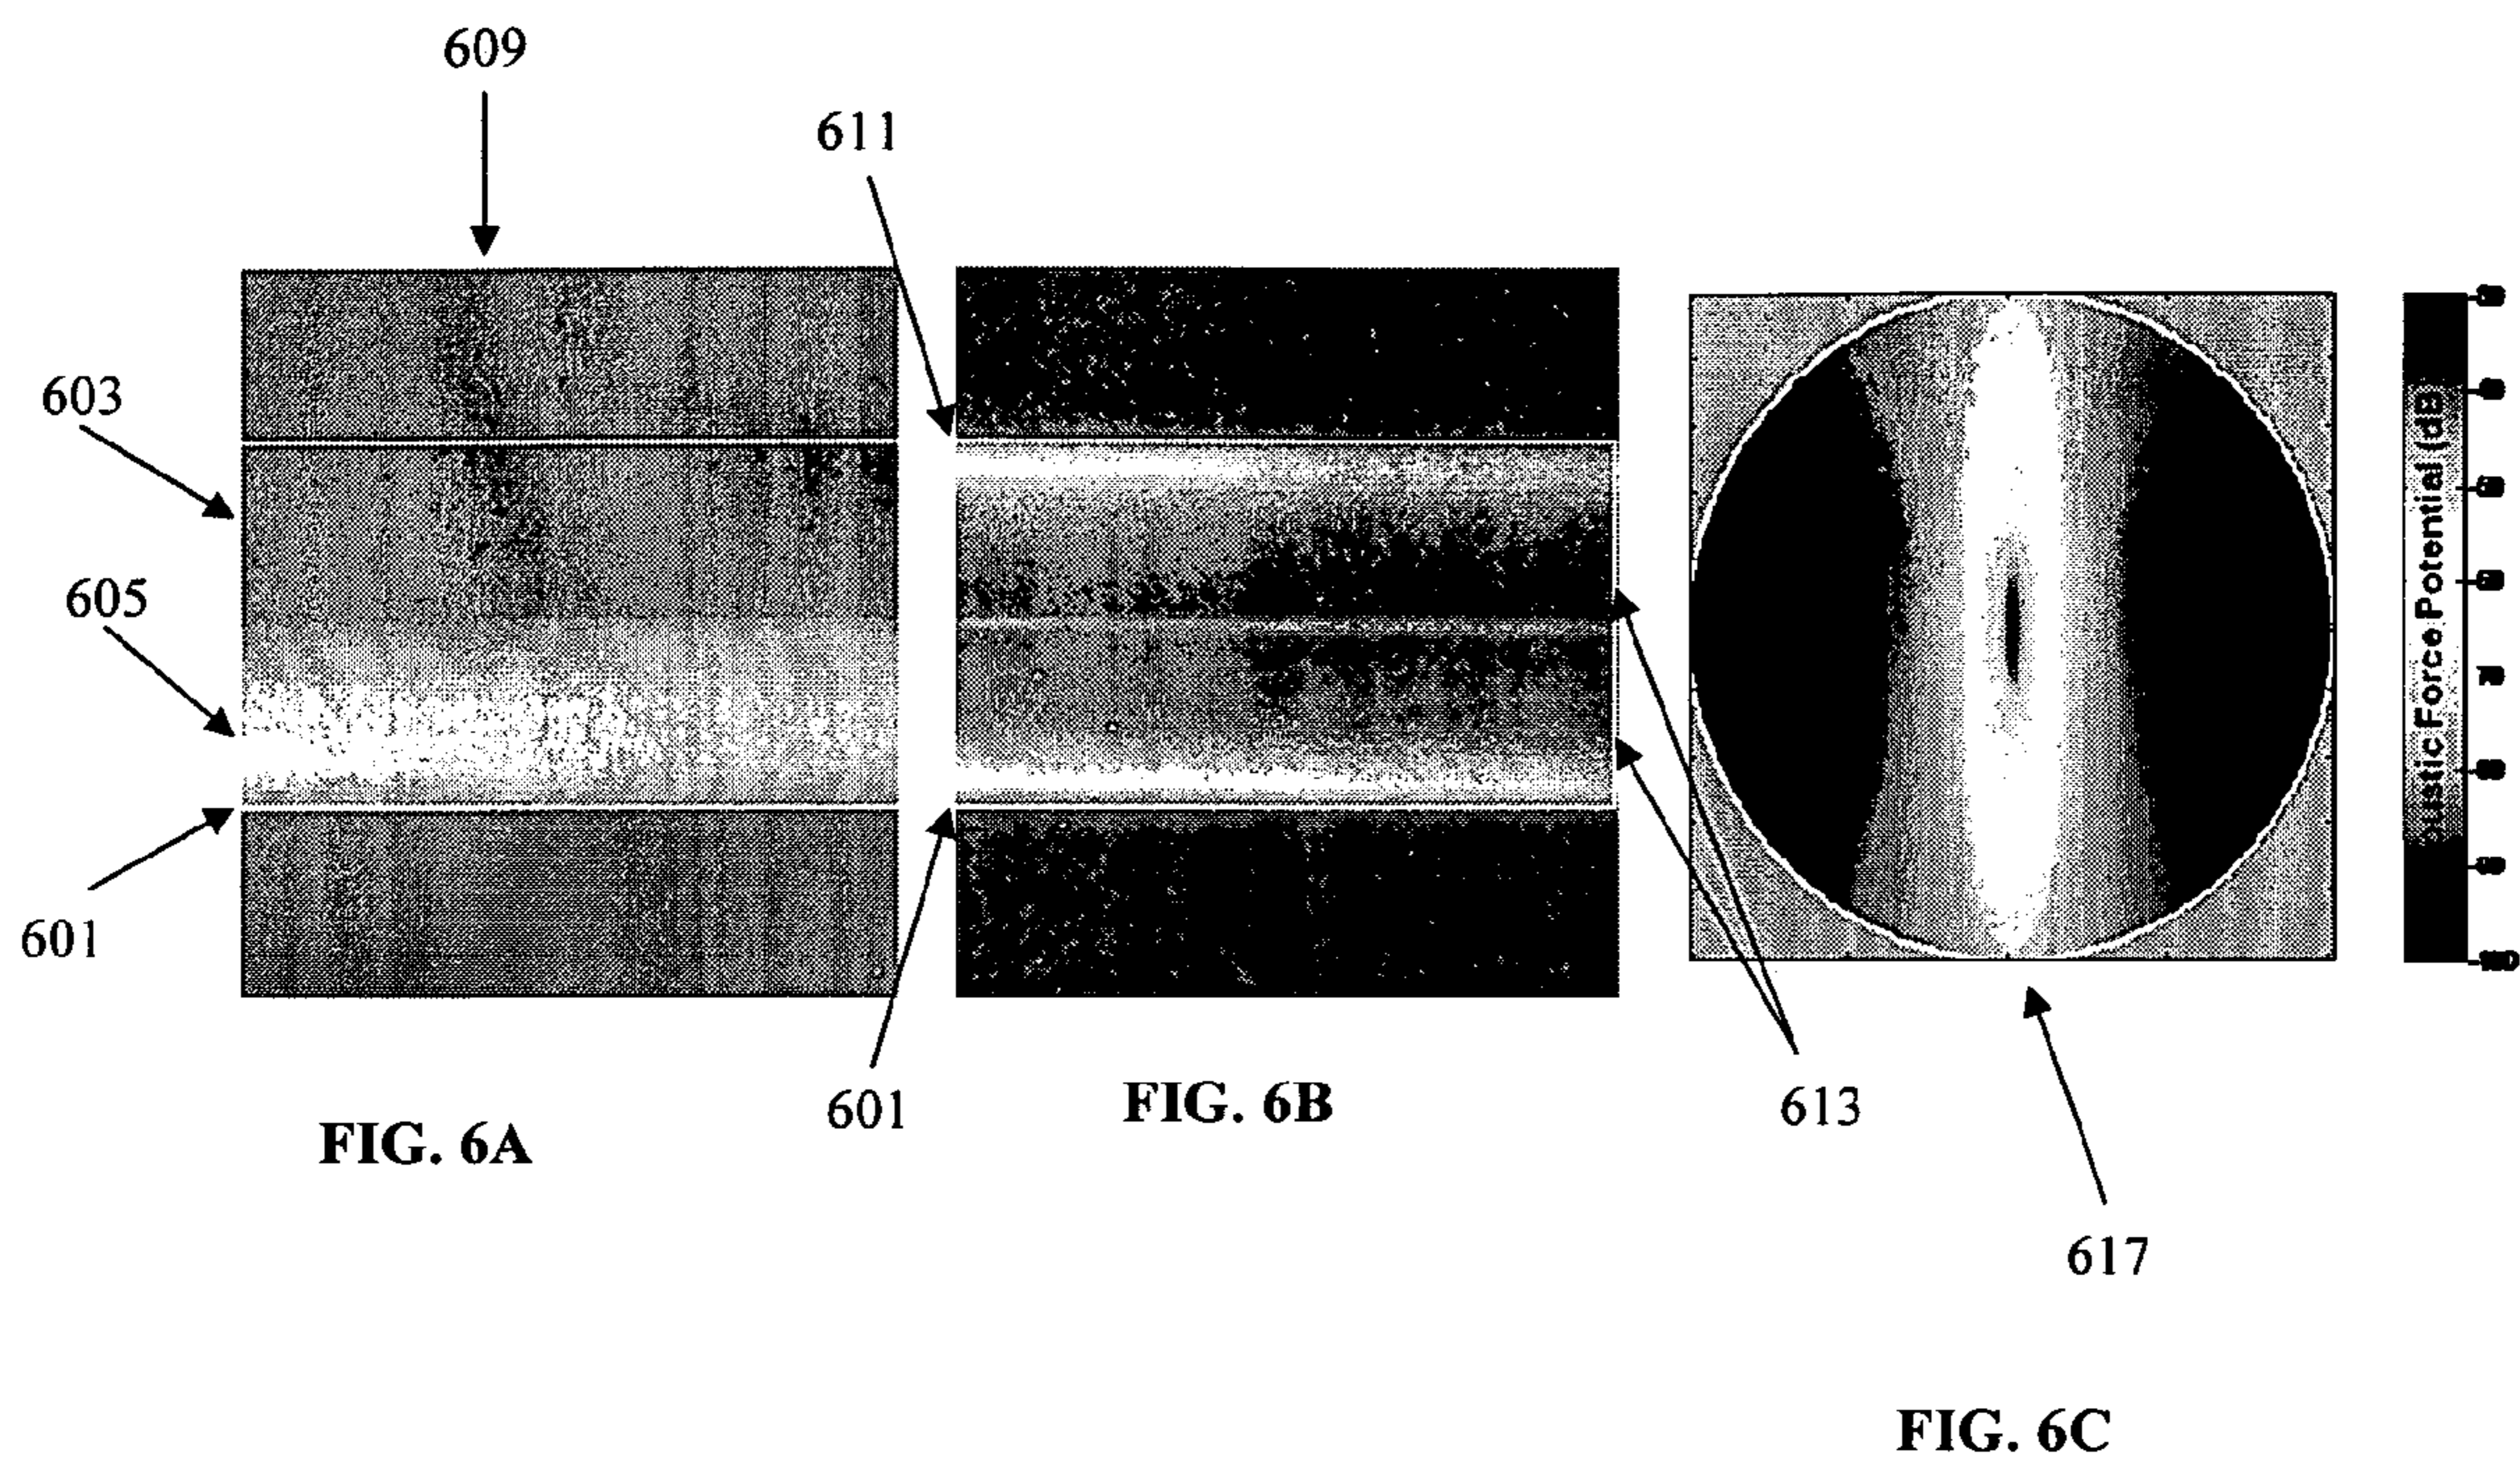 609
611
603
605
601
601
613
617
ustic Force Potential (dB
FIG. 6A
FIG. 6B
FIG. 6C